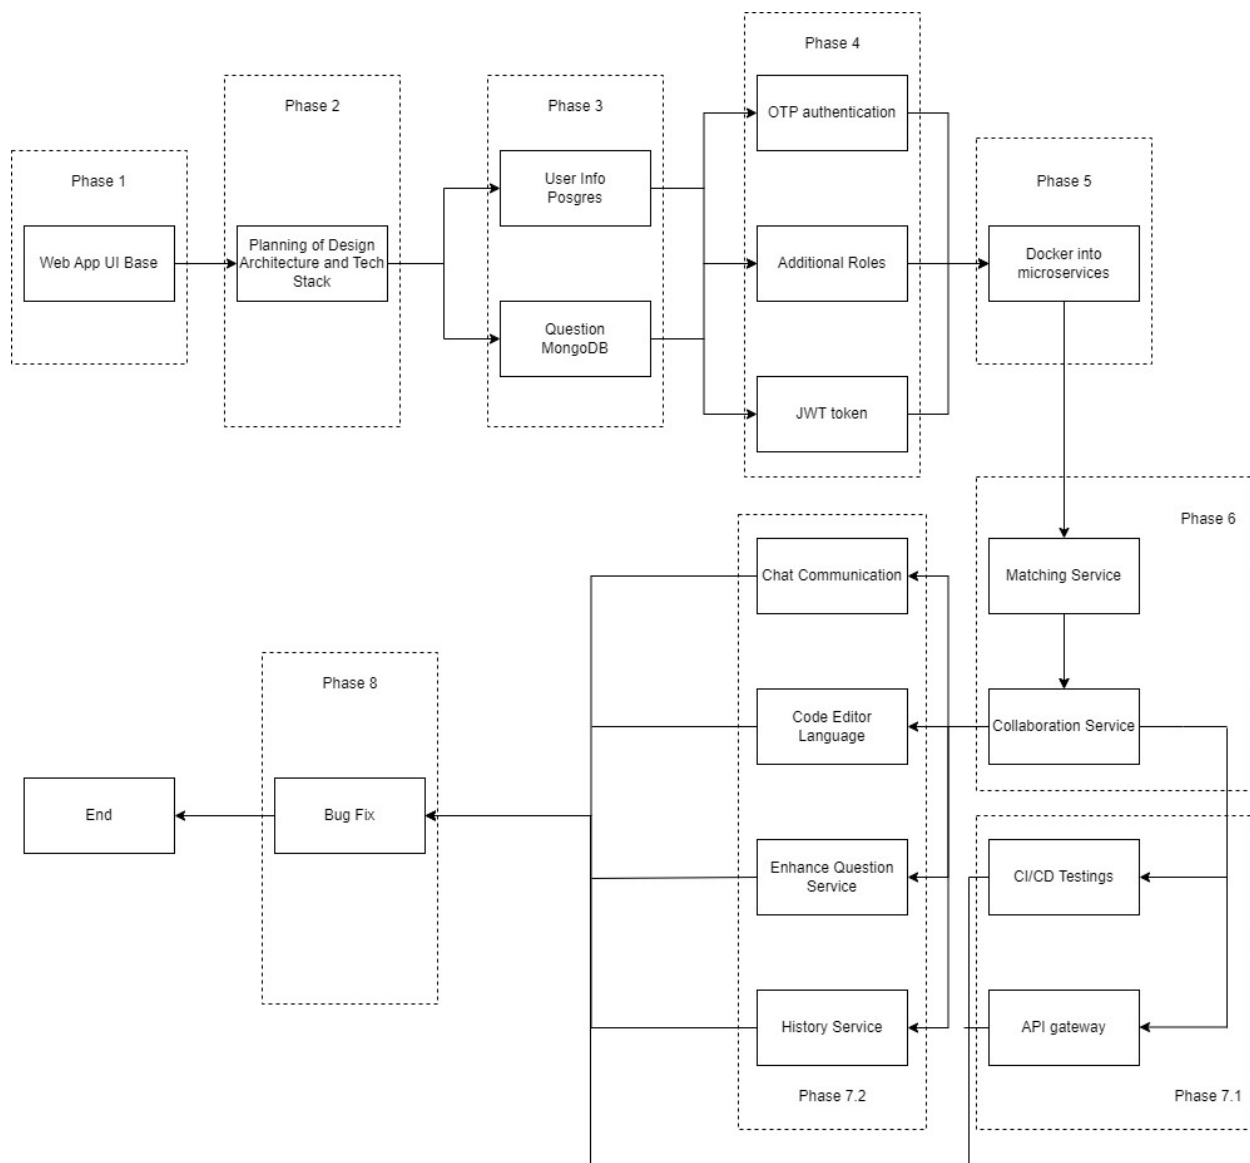 Phase 1
Web App UI Base
Phase 2
Planning of Design
Architecture and Tech
Stack
Phase 3
User Info
Posgres
Question
MongoDB
Phase 4
OTP authentication
Additional Roles
JWT token
Phase 5
Docker into
microservices
Phase 6
Matching Service
Collaboration Service
CI/CD Testings
API gateway
Phase 7.1
Chat Communication
Code Editor
Language
Enhance Question
Service
History Service
Phase 7.2
Phase 8
Bug Fix
End